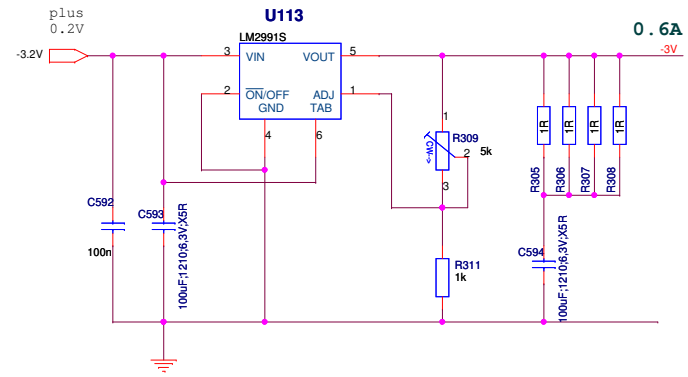 plus
0.2V
U113
0.6A
-3.2V
LM2991S
-3V
3
VIN
VOUT
5
2
ON/OFF
ADJ
1
GND
TAB
4
6
1
R309
2
5k
CW->
3
1R
1R
1R
1R
R305
R306
R307
R308
C592
100n
C593
100uF;1210;6,3V;X5R
R311
1k
C594
100uF;1210;6,3V;X5R